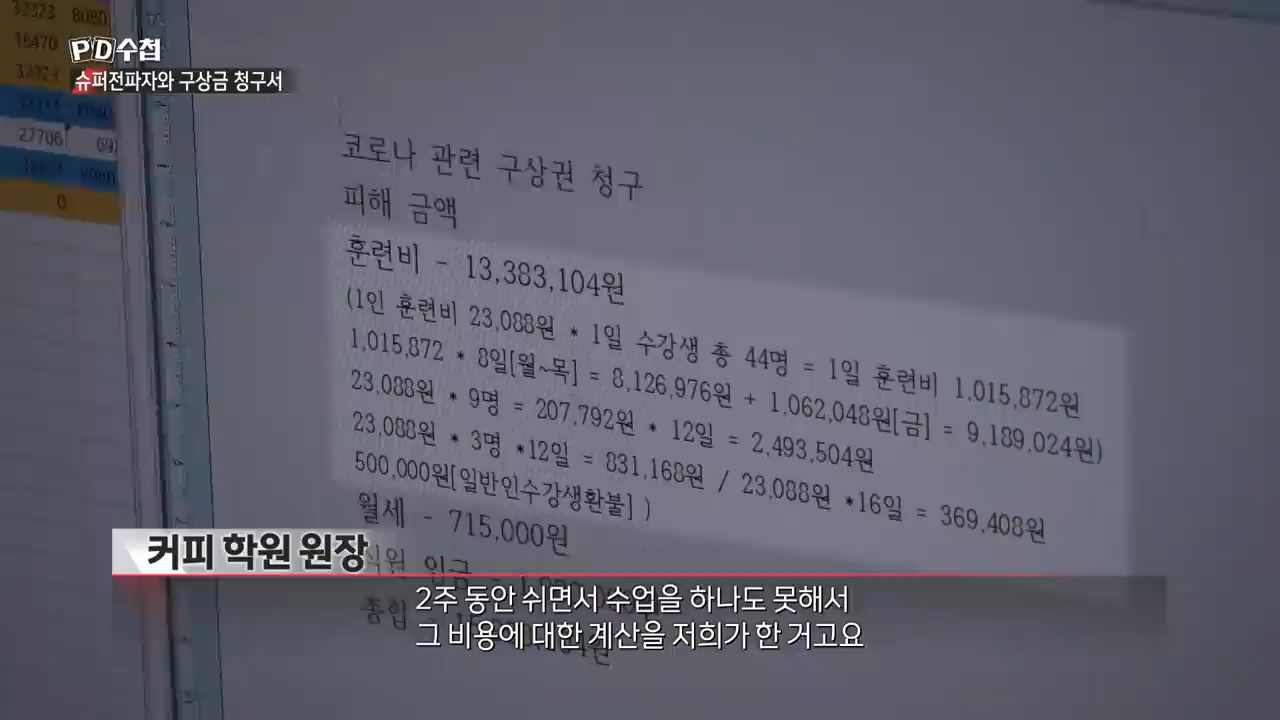 PD수첩
슈퍼전파자와 구상금 청구서
32323 8080
16470
27706 692
0
코로나 관련 구상권 청구
피해 금액
훈련비 - 13,383,104원
(1인 훈련비 23,088원 * 1일 수강생 총 44명 = 1일 훈련비 1,015,872원
1,015,872 * 8일[월~목] = 8,126,976원 + 1,062,048원[금] = 9,189,024원)
23,088원 * 9명 = 207,792원 * 12일 = 2,493,504원
23,088원 * 3명 *12일 = 831,168원 / 23,088원 *16일 = 369,408원
500,000원[일반인수강생환불] )
월세 - 715,000원
임금 -
총합
커피 학원 원장
2주 동안 쉬면서 수업을 하나도 못해서
그 비용에 대한 계산을 저희가 한 거고요